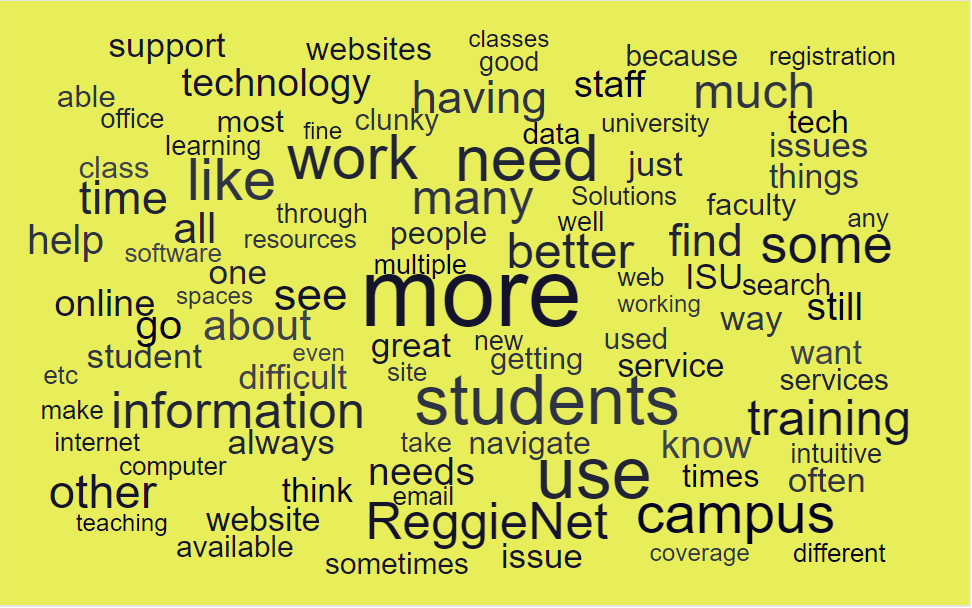 support websites classes
good because registration
technology having staff much
able office most fine clunky data university tech
learning work need just issues
class like many Solutions things
time through well faculty any
help all resources people better find some
software one multiple web ISU search
online spaces see more working still
go about great new used way
student even getting service want
etc difficult site services
make information students training
internet always take navigate know intuitive
computer needs use times often
other think email
teaching website ReggieNet campus
available sometimes issue coverage different